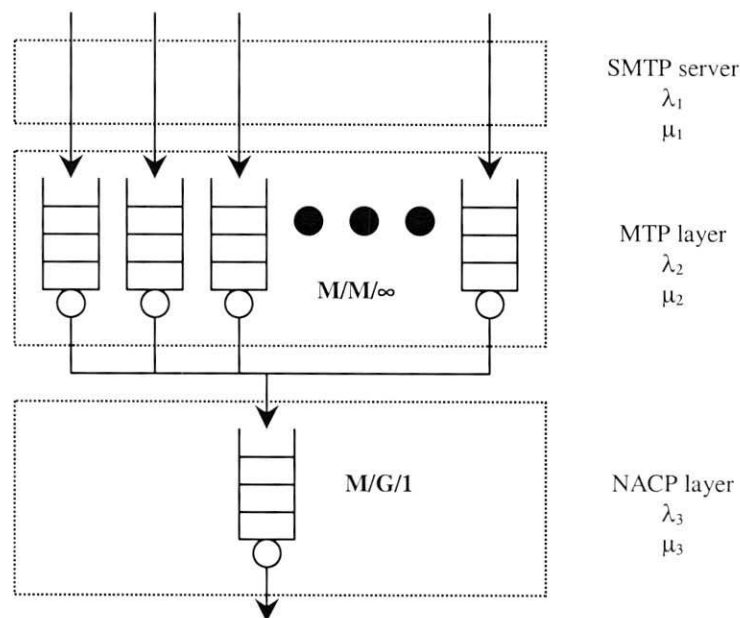 SMTP server
λ₁
μ₁
MTP layer
λ₂
μ₂
M/M/∞
M/G/1
NACP layer
λ₃
μ₃